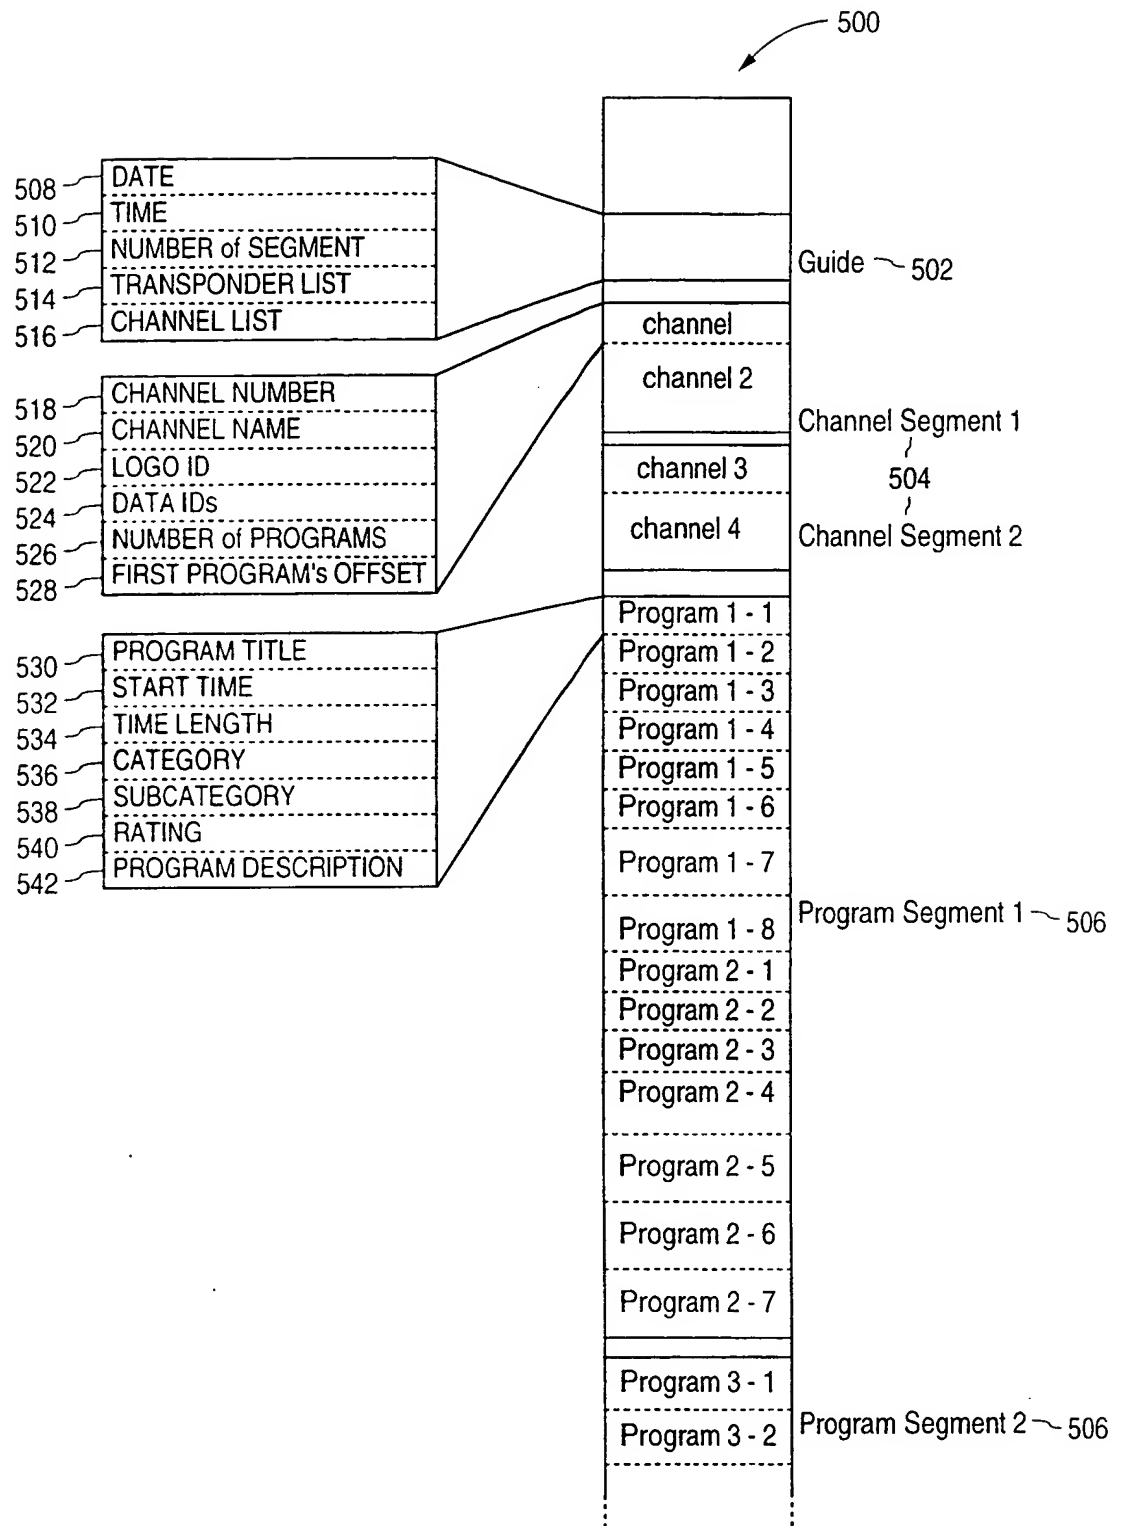 500
508 DATE
510 TIME
512 NUMBER of SEGMENT
514 TRANSPONDER LIST
516 CHANNEL LIST
518 CHANNEL NUMBER
520 CHANNEL NAME
522 LOGO ID
524 DATA IDs
526 NUMBER of PROGRAMS
528 FIRST PROGRAM's OFFSET
530 PROGRAM TITLE
532 START TIME
534 TIME LENGTH
536 CATEGORY
538 SUBCATEGORY
540 RATING
542 PROGRAM DESCRIPTION
Guide 502
channel
channel 2
Channel Segment 1
504
channel 3
channel 4
Channel Segment 2
Program 1 - 1
Program 1 - 2
Program 1 - 3
Program 1 - 4
Program 1 - 5
Program 1 - 6
Program 1 - 7
Program Segment 1 506
Program 1 - 8
Program 2 - 1
Program 2 - 2
Program 2 - 3
Program 2 - 4
Program 2 - 5
Program 2 - 6
Program 2 - 7
Program 3 - 1
Program 3 - 2
Program Segment 2 506